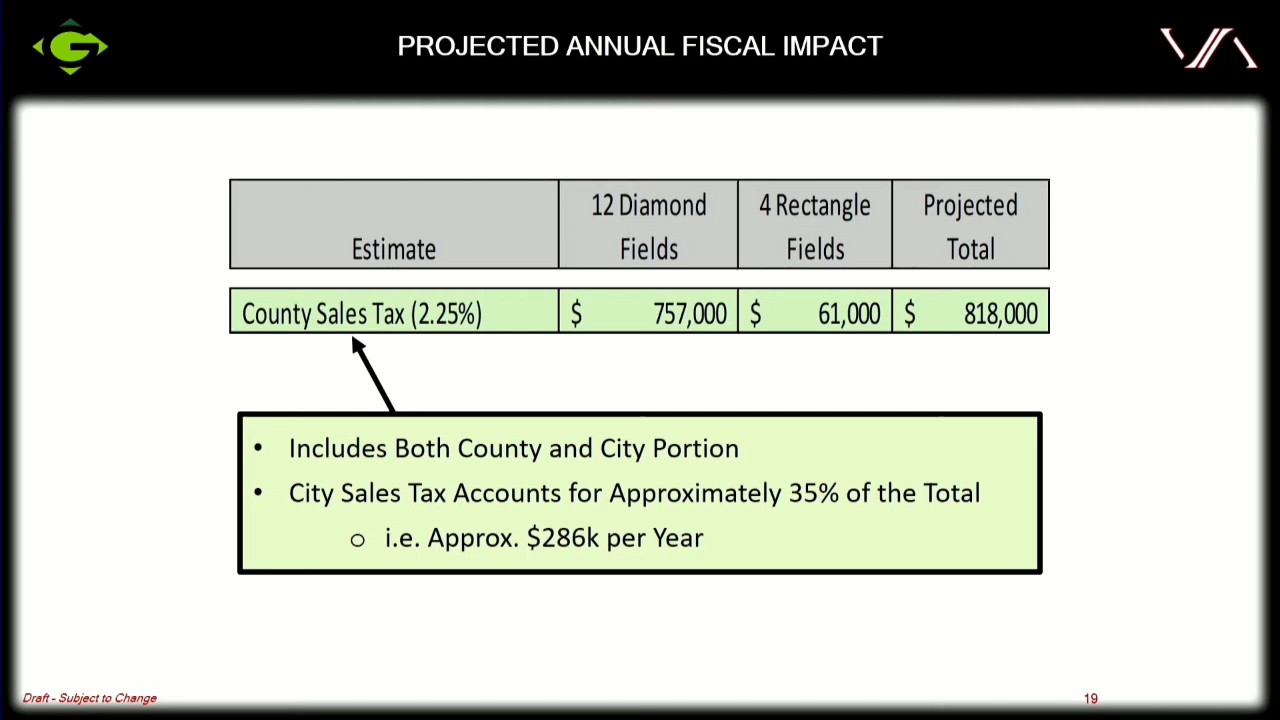 PROJECTED ANNUAL FISCAL IMPACT
Estimate 12 Diamond Fields 4 Rectangle Fields Projected Total
County Sales Tax (2.25%) $ 757,000 $ 61,000 $ 818,000
• Includes Both County and City Portion
• City Sales Tax Accounts for Approximately 35% of the Total
o i.e. Approx. $286k per Year
Draft - Subject to Change 19